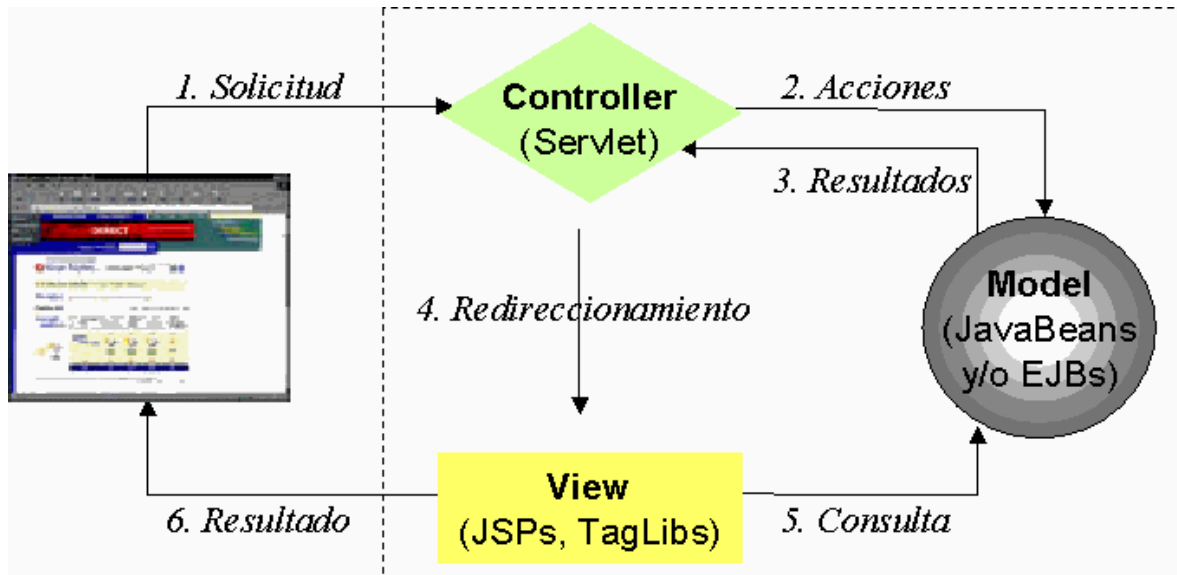 1. Solicitud
Controller
(Servlet)
2. Acciones
3. Resultados
DIRECT
Model
(JavaBeans
y/o EJBs)
4. Redireccionamiento
View
(JSPs, TagLibs)
5. Consulta
6. Resultado